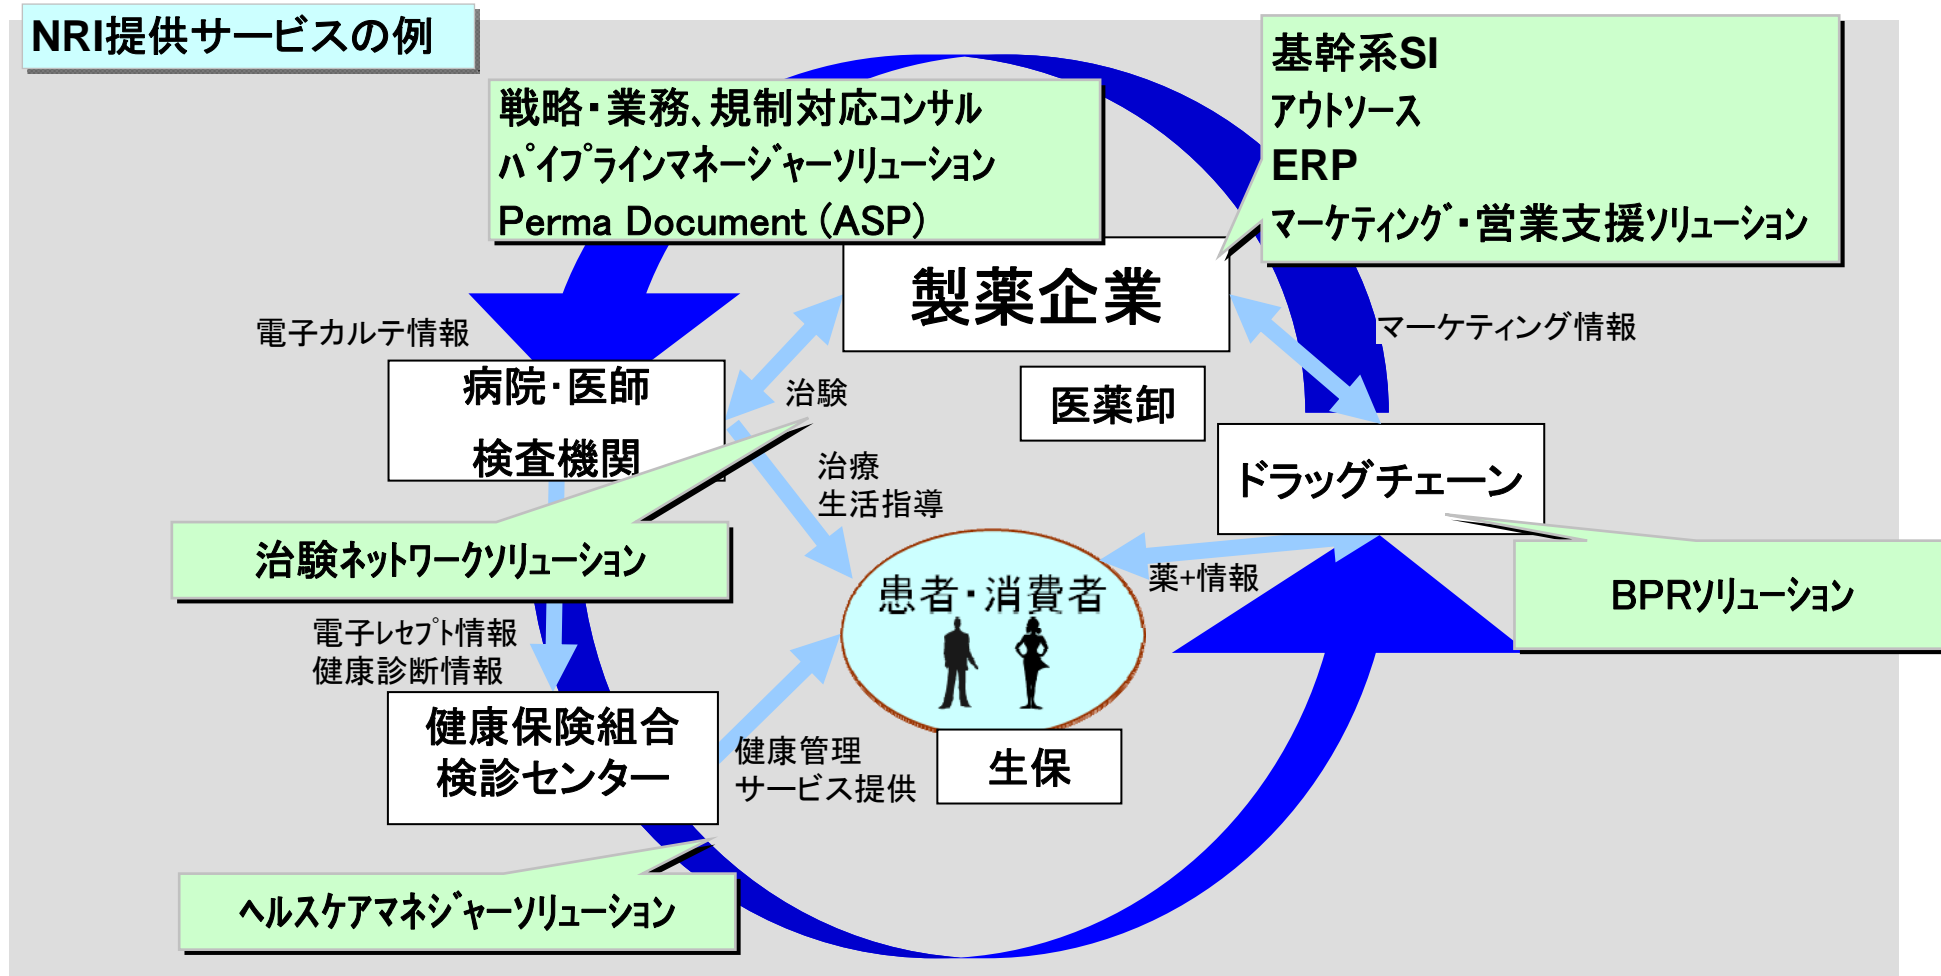 NRI提供サービスの例
基幹系SI
アウトソース
ERP
マーケティング・営業支援ソリューション
戦略・業務、規制対応コンサル
パイプラインマネージャーソリューション
Perma Document (ASP)
製薬企業
電子カルテ情報
マーケティング情報
病院・医師
検査機関
治験
医薬卸
治療
生活指導
ドラッグチェーン
治験ネットワークソリューション
患者・消費者
薬+情報
BPRソリューション
電子レセプト情報
健康診断情報
健康保険組合
検診センター
健康管理
サービス提供
生保
ヘルスケアマネジャーソリューション